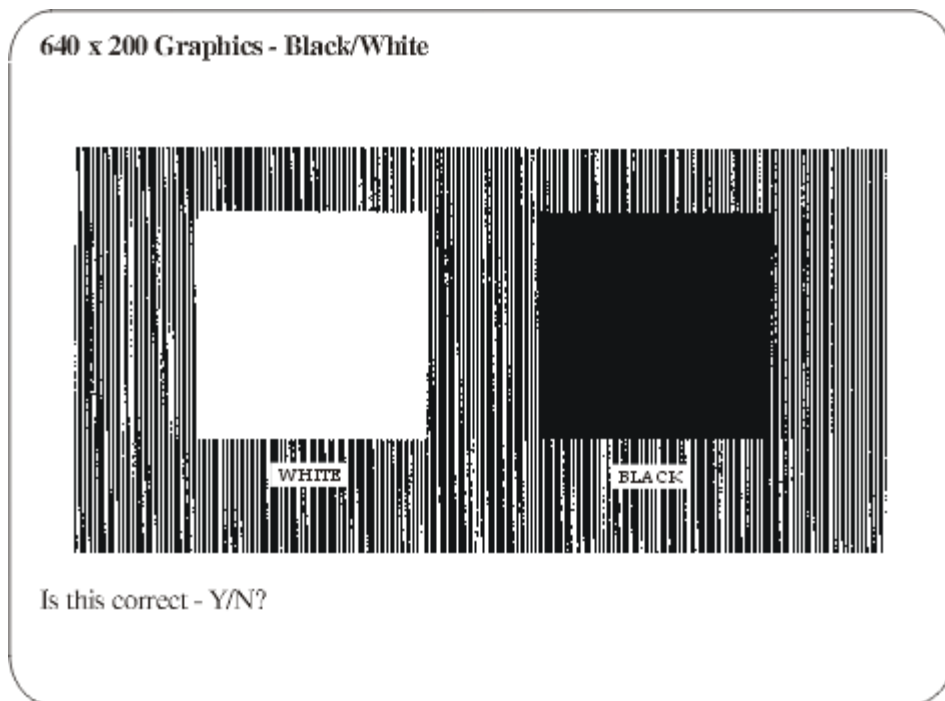 640 x 200 Graphics - Black/White
WHITE
BLACK
Is this correct - Y/N?